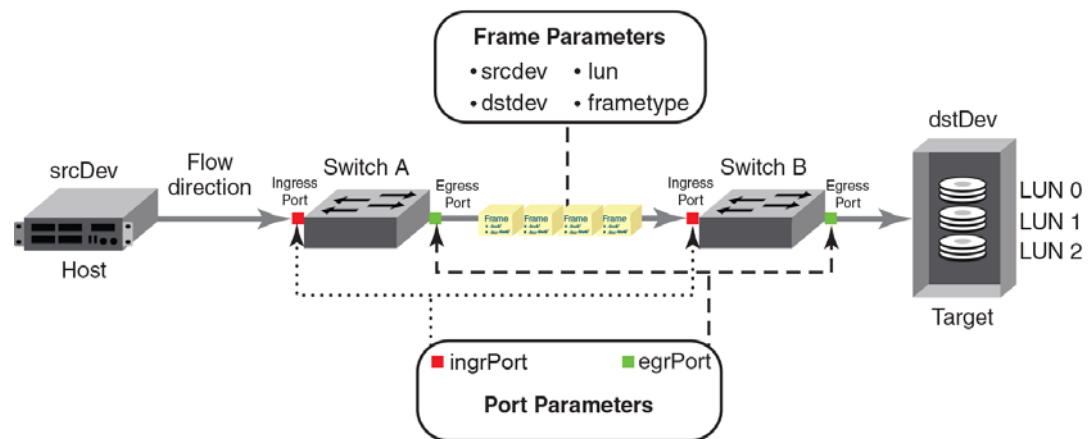 Frame Parameters
• srcdev • lun
• dstdev • frametype
dstDev
srcDev
Flow
direction
Switch A
Switch B
Ingress
Port
Egress
Port
Ingress
Port
Egress
Port
Frame
Frame
Frame
Frame
LUN 0
LUN 1
LUN 2
Host
Target
ingrPort
egrPort
Port Parameters